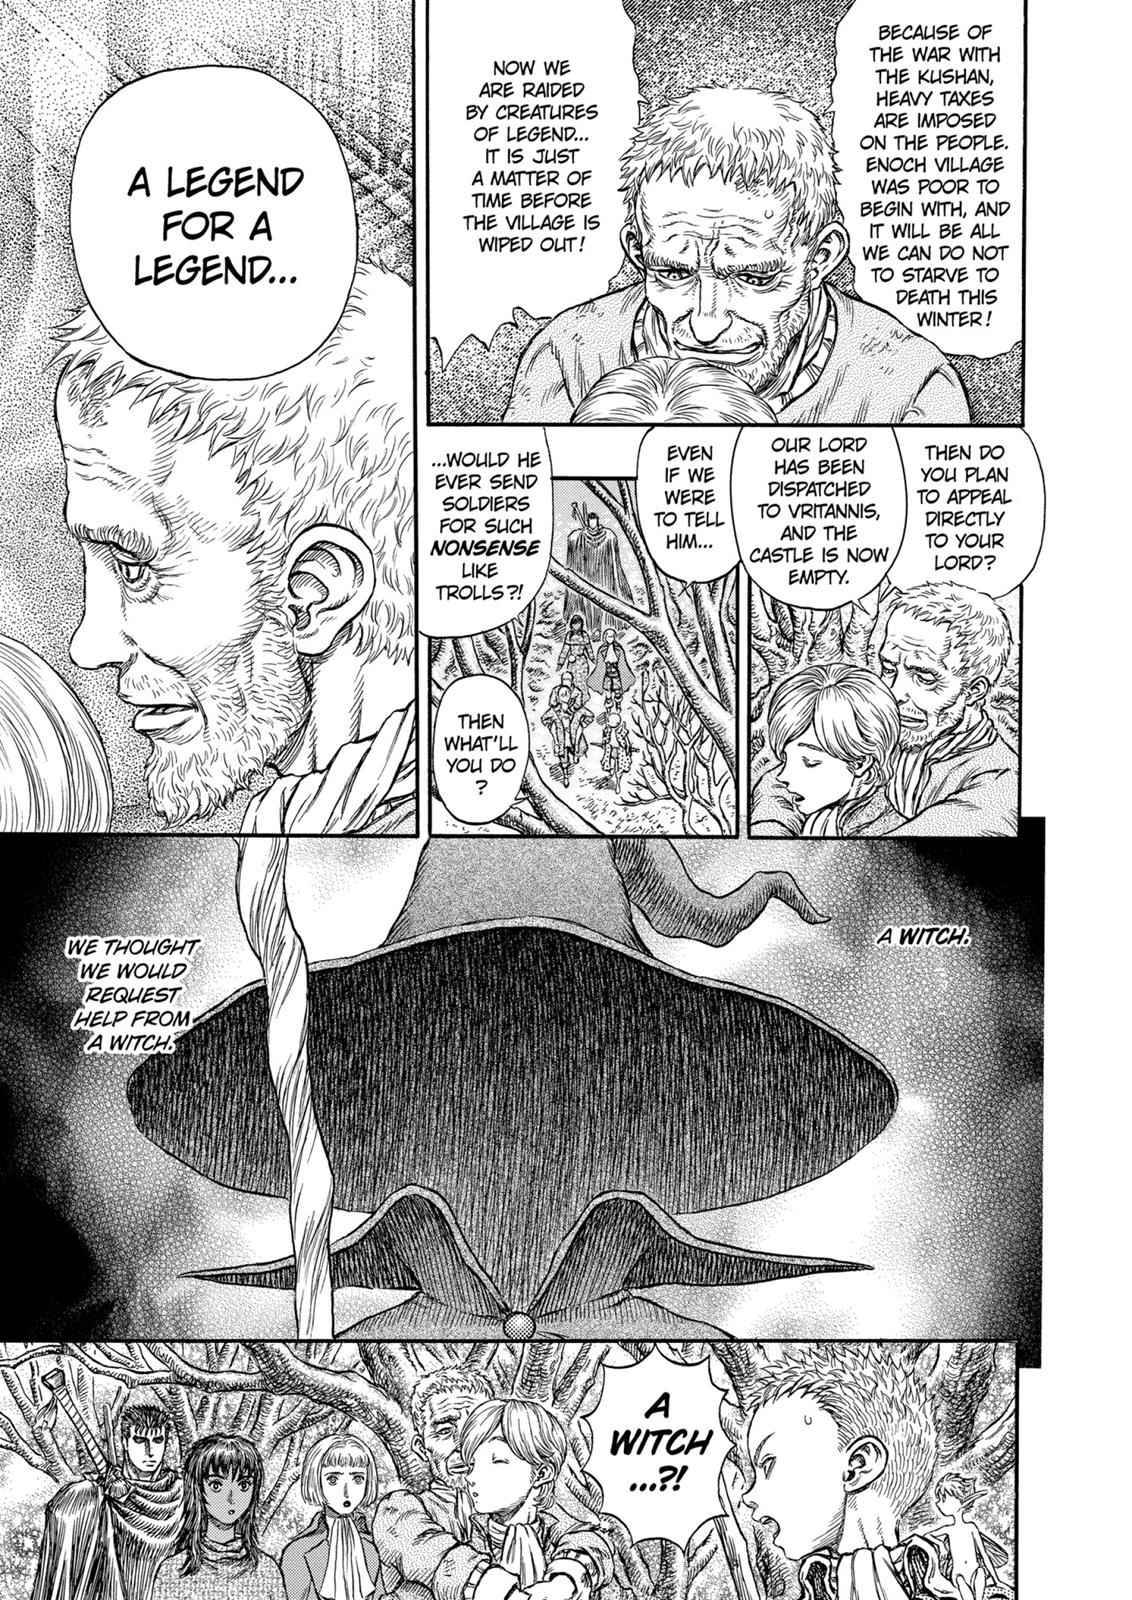 BECAUSE OF
THE WAR WITH
THE KUSHAN,
HEAVY TAXES
ARE IMPOSED
ON THE PEOPLE.
ENOCH VILLAGE
WAS POOR TO
BEGIN WITH, AND
IT WILL BE ALL
WE CAN DO NOT
TO STARVE TO
DEATH THIS
WINTER!
NOW WE
ARE RAIDED
BY CREATURES
OF LEGEND...
IT IS JUST
A MATTER OF
TIME BEFORE
THE VILLAGE IS
WIPED OUT!
THEN DO
YOU PLAN
TO APPEAL
DIRECTLY
TO YOUR
LORD?
OUR LORD
HAS BEEN
DISPATCHED
TO VRITANNIS,
AND THE
CASTLE IS NOW
EMPTY.
EVEN
IF WE
WERE
TO TELL
HIM...
...WOULD HE
EVER SEND
SOLDIERS
FOR SUCH
NONSENSE
LIKE
TROLLS?!
THEN
WHAT'LL
YOU DO
?
A LEGEND
FOR A
LEGEND...
A WITCH.
WE THOUGHT
WE WOULD
REQUEST
HELP FROM
A WITCH.
A
WITCH
...?!